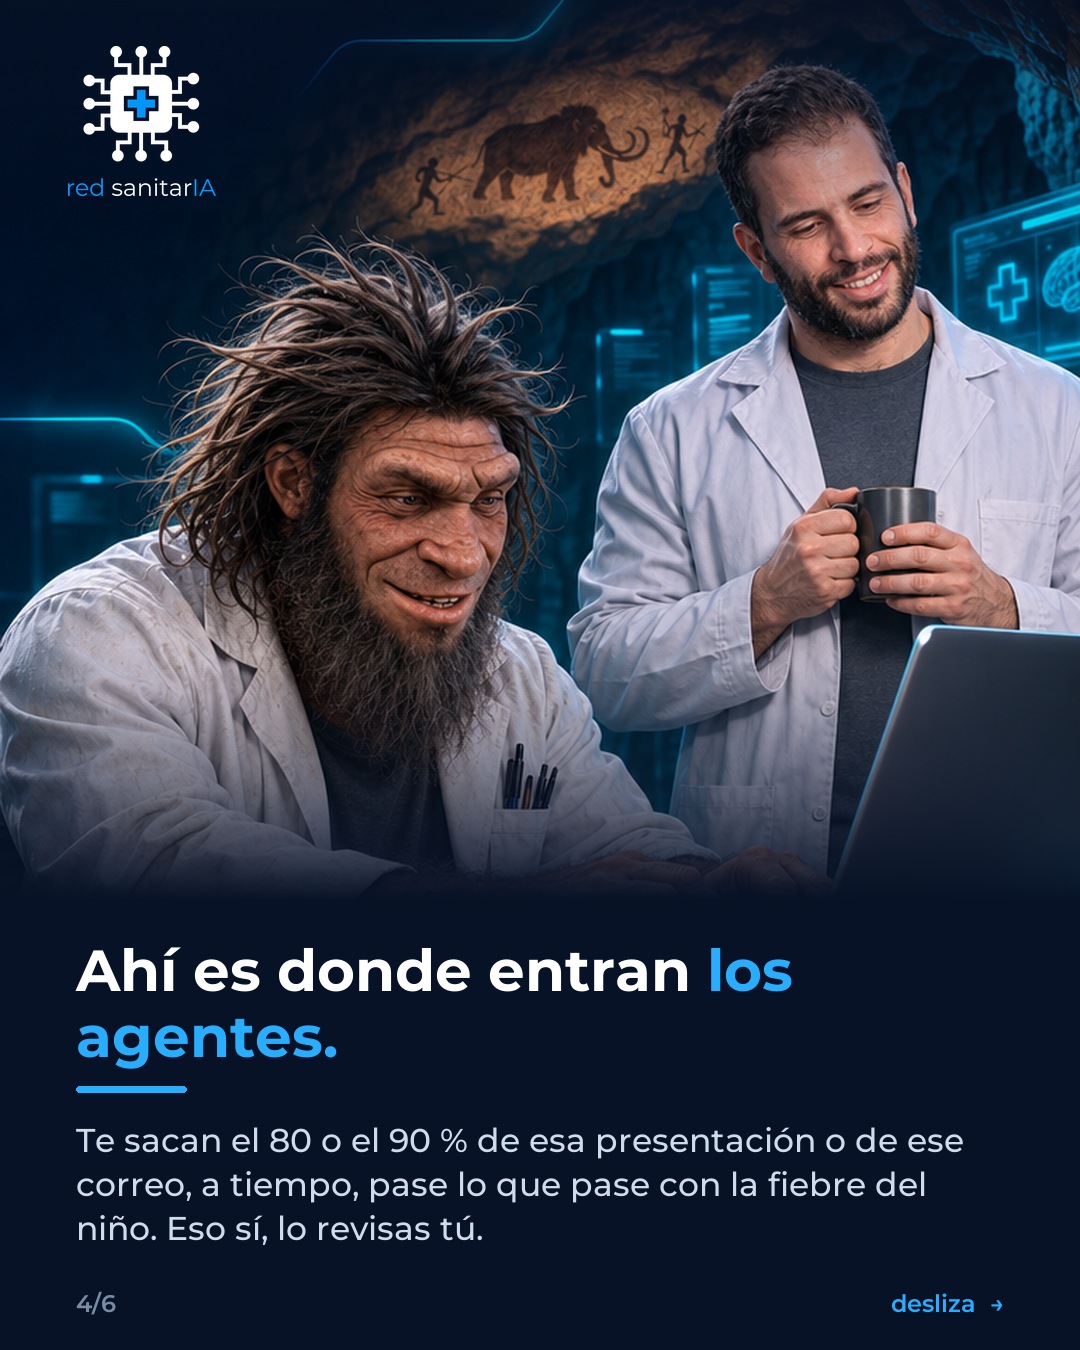 red sanitarIA
Ahí es donde entran los
agentes.
Te sacan el 80 o el 90 % de esa presentación o de ese
correo, a tiempo, pase lo que pase con la fiebre del
niño. Eso sí, lo revisas tú.
4/6
desliza →